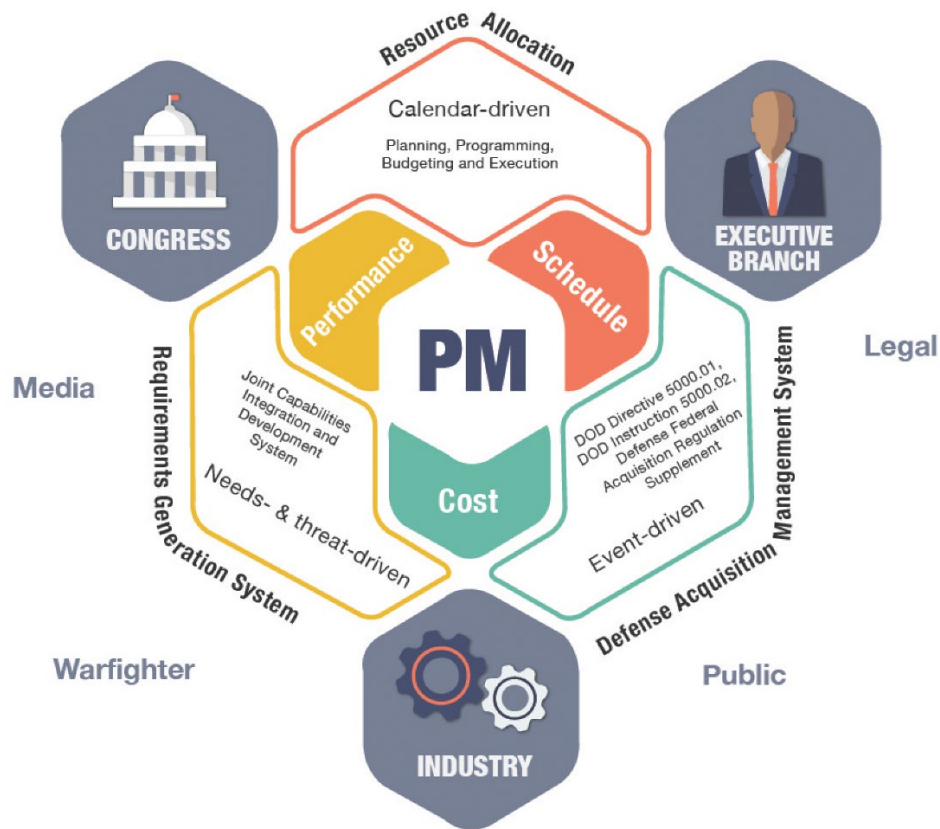 Resource Allocation
Calendar-driven
Planning, Programming,
Budgeting and Execution
CONGRESS
EXECUTIVE
BRANCH
Performance
Schedule
PM
Cost
Media
Legal
Requirements Generation System
Joint Capabilities
Integration and
Development
System
Needs- & threat-driven
DOD Directive 5000.01,
DOD Instruction 5000.02,
Defense Federal
Acquisition Regulation
Supplement
Event-driven
Defense Acquisition Management System
Warfighter
Public
INDUSTRY